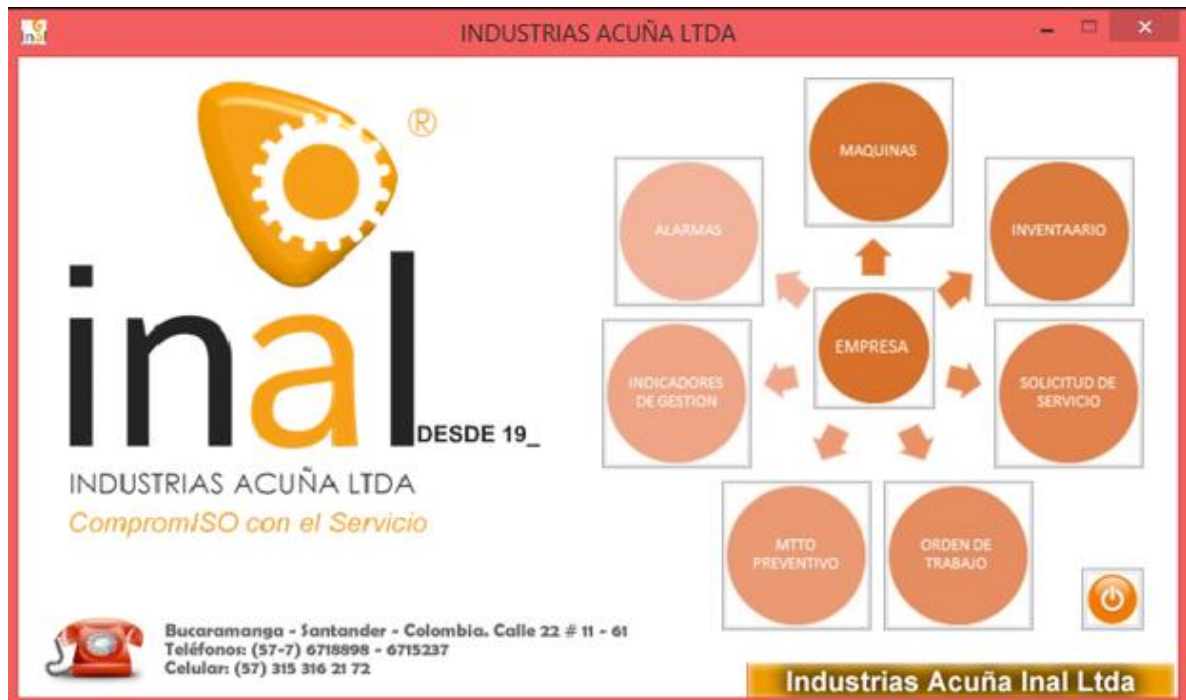 inal
INDUSTRIAS ACUÑA LTDA
®
inal
DESDE 19_
INDUSTRIAS ACUÑA LTDA
CompromISO con el Servicio
MAQUINAS
ALARMAS
INVENTAARIO
EMPRESA
INDICADORES
DE GESTION
SOLICITUD DE
SERVICIO
MTTO
PREVENTIVO
ORDEN DE
TRABAJO
Bucaramanga - Santander - Colombia. Calle 22 # 11 - 61
Teléfonos: (57-7) 6718898 - 6715237
Celular: (57) 315 316 21 72
Industrias Acuña Inal Ltda